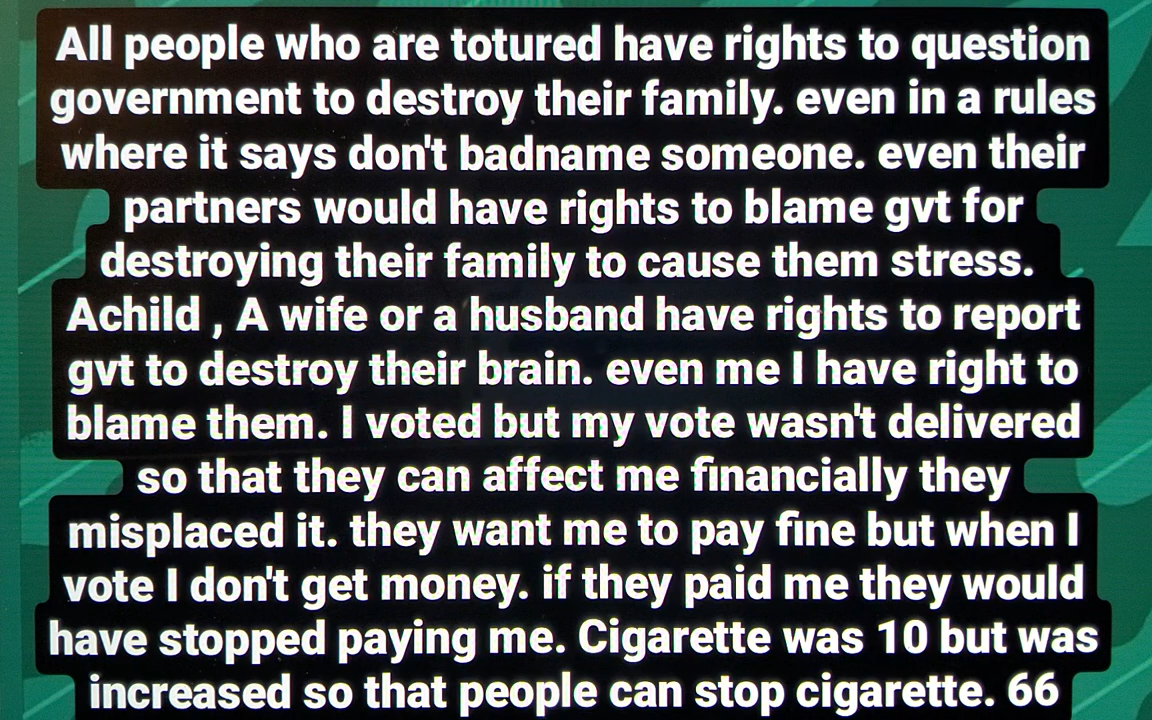 All people who are totured have rights to question
government to destroy their family. even in a rules
where it says don't badname someone. even their
partners would have rights to blame gvt for
destroying their family to cause them stress.
Achild , A wife or a husband have rights to report
gvt to destroy their brain. even me I have right to
blame them. I voted but my vote wasn't delivered
so that they can affect me financially they
misplaced it. they want me to pay fine but when I
vote I don't get money. if they paid me they would
have stopped paying me. Cigarette was 10 but was
increased so that people can stop cigarette. 66